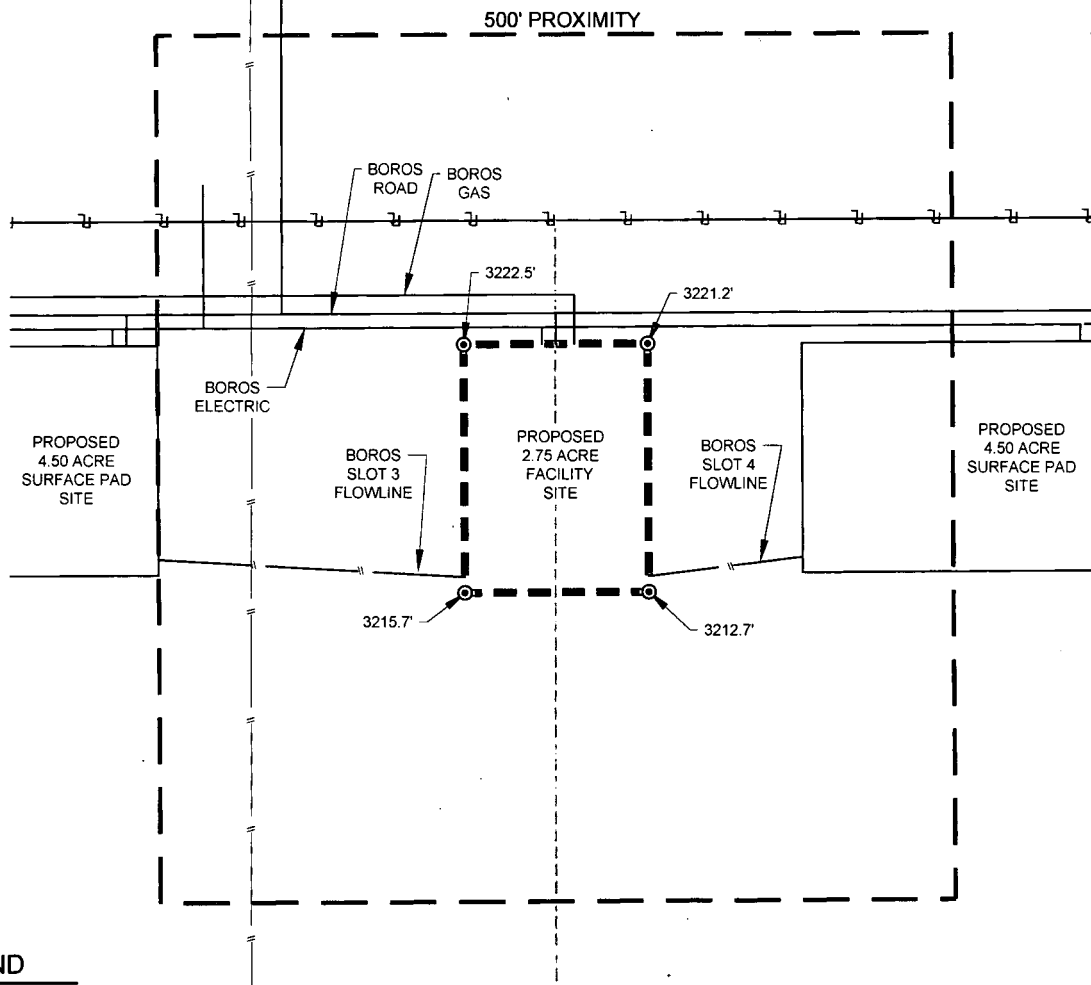 500' PROXIMITY
BOROS
ROAD
BOROS
GAS
3222.5'
3221.2'
BOROS
ELECTRIC
PROPOSED
4.50 ACRE
SURFACE PAD
SITE
BOROS
SLOT 3
FLOWLINE
PROPOSED
2.75 ACRE
FACILITY
SITE
BOROS
SLOT 4
FLOWLINE
PROPOSED
4.50 ACRE
SURFACE PAD
SITE
3215.7'
3212.7'
ND